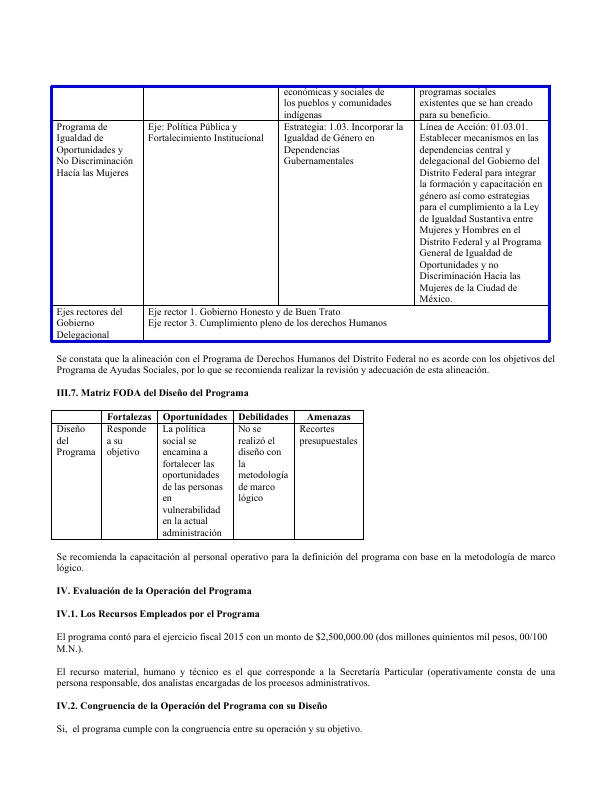 económicas y sociales de
los pueblos y comunidades
indígenas
programas sociales
existentes que se han creado
para su beneficio.
Programa de
Igualdad de
Oportunidades y
No Discriminación
Hacía las Mujeres
Eje: Política Pública y
Fortalecimiento Institucional
Estrategia: 1.03. Incorporar la
Igualdad de Género en
Dependencias
Gubernamentales
Línea de Acción: 01.03.01.
Establecer mecanismos en las
dependencias central y
delegacional del Gobierno del
Distrito Federal para integrar
la formación y capacitación en
género así como estrategias
para el cumplimiento a la Ley
de Igualdad Sustantiva entre
Mujeres y Hombres en el
Distrito Federal y al Programa
General de Igualdad de
Oportunidades y no
Discriminación Hacia las
Mujeres de la Ciudad de
México.
Ejes rectores del
Gobierno
Delegacional
Eje rector 1. Gobierno Honesto y de Buen Trato
Eje rector 3. Cumplimiento pleno de los derechos Humanos
Se constata que la alineación con el Programa de Derechos Humanos del Distrito Federal no es acorde con los objetivos del
Programa de Ayudas Sociales, por lo que se recomienda realizar la revisión y adecuación de esta alineación.
III.7. Matriz FODA del Diseño del Programa
Fortalezas Oportunidades Debilidades Amenazas
Diseño
del
Programa
Responde
a su
objetivo
La política
social se
encamina a
fortalecer las
oportunidades
de las personas
en
vulnerabilidad
en la actual
administración
No se
realizó el
diseño con
la
metodología
de marco
lógico
Recortes
presupuestales
Se recomienda la capacitación al personal operativo para la definición del programa con base en la metodología de marco
lógico.
IV. Evaluación de la Operación del Programa
IV.1. Los Recursos Empleados por el Programa
El programa contó para el ejercicio fiscal 2015 con un monto de $2,500,000.00 (dos millones quinientos mil pesos, 00/100
M.N.).
El recurso material, humano y técnico es el que corresponde a la Secretaría Particular (operativamente consta de una
persona responsable, dos analistas encargadas de los procesos administrativos.
IV.2. Congruencia de la Operación del Programa con su Diseño
Si, el programa cumple con la congruencia entre su operación y su objetivo.